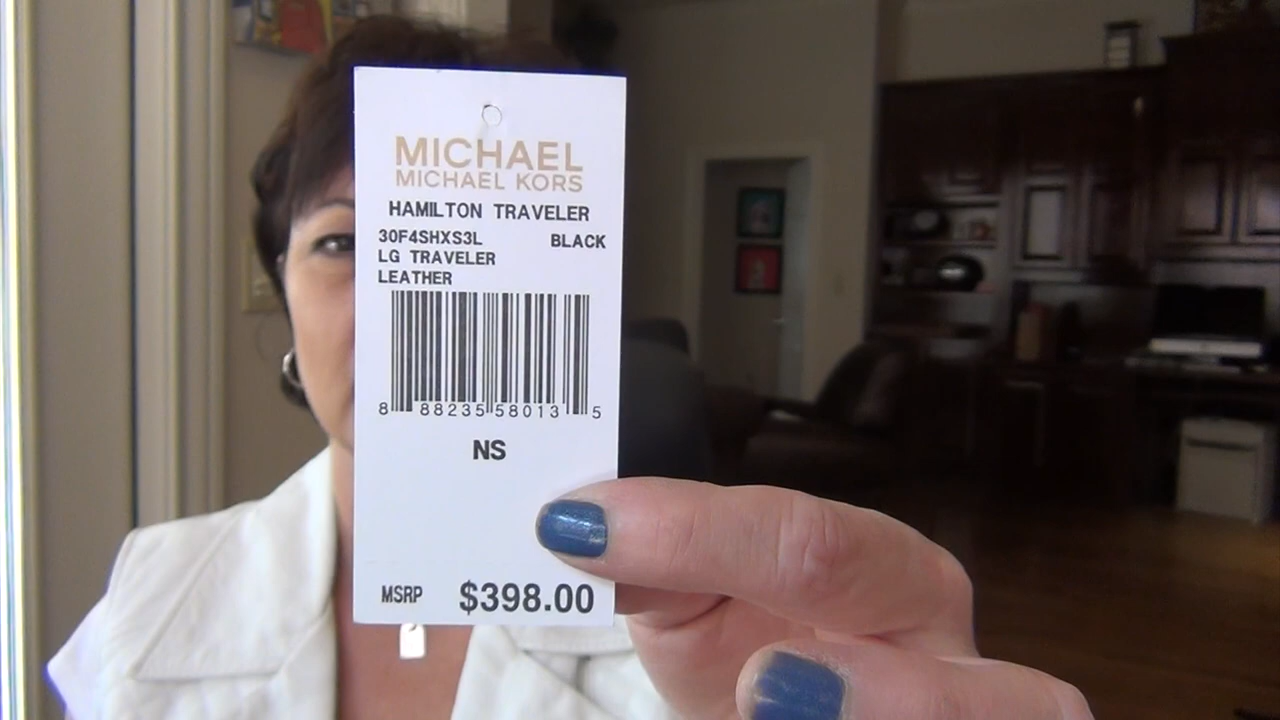 MICHAEL
MICHAEL KORS
HAMILTON TRAVELER
30F4SHXS3L BLACK
LG TRAVELER
LEATHER
8 88235 58013 5
NS
MSRP $398.00